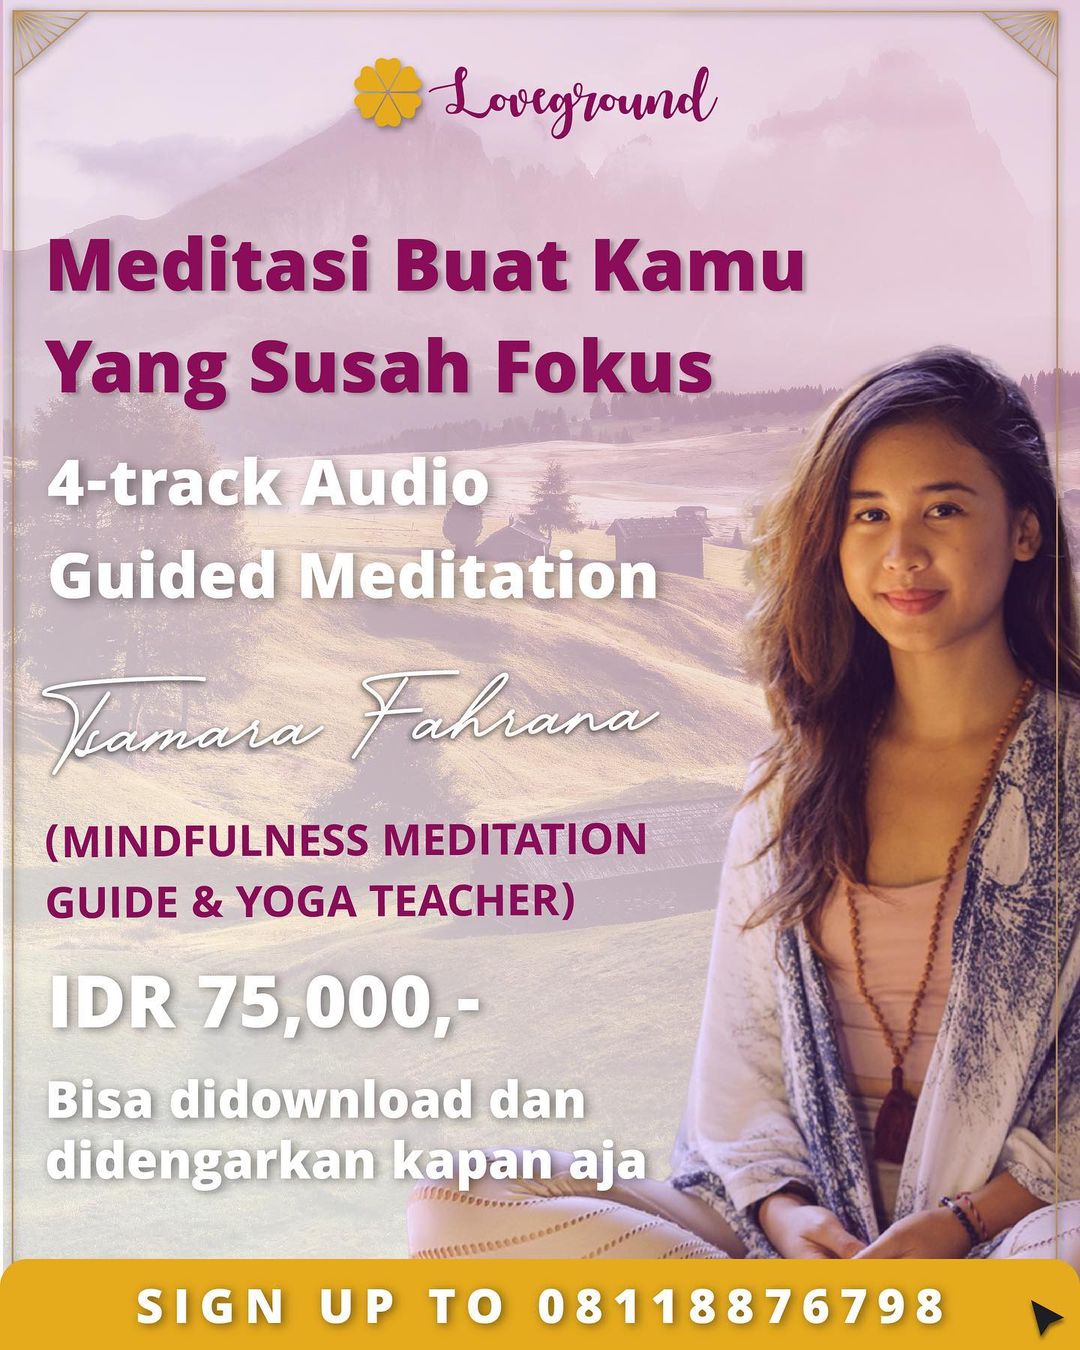 Loveground
Meditasi Buat Kamu
Yang Susah Fokus
4-track Audio
Guided Meditation
Tsamara Fahrana
(MINDFULNESS MEDITATION
GUIDE & YOGA TEACHER)
IDR 75,000,-
Bisa didownload dan
didengarkan kapan aja
SIGN UP TO 08118876798